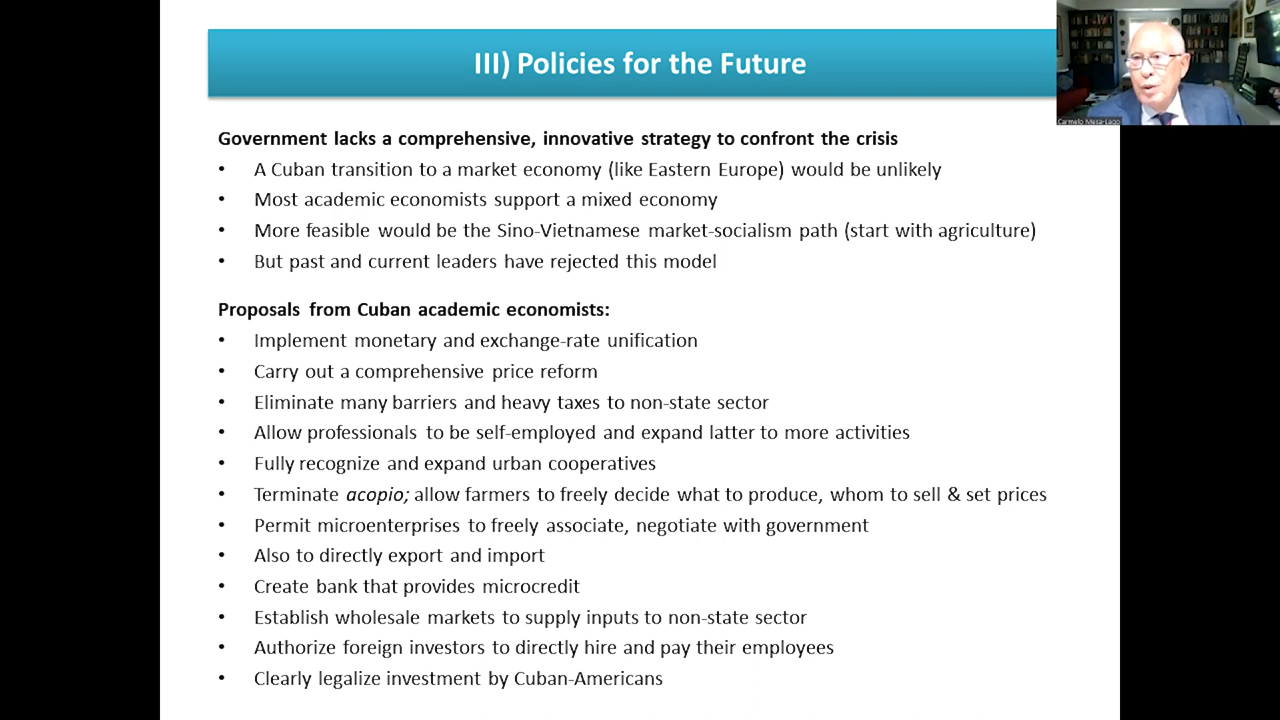 III) Policies for the Future
Carmelo Mesa-Lago
Government lacks a comprehensive, innovative strategy to confront the crisis
• A Cuban transition to a market economy (like Eastern Europe) would be unlikely
• Most academic economists support a mixed economy
• More feasible would be the Sino-Vietnamese market-socialism path (start with agriculture)
• But past and current leaders have rejected this model
Proposals from Cuban academic economists:
• Implement monetary and exchange-rate unification
• Carry out a comprehensive price reform
• Eliminate many barriers and heavy taxes to non-state sector
• Allow professionals to be self-employed and expand latter to more activities
• Fully recognize and expand urban cooperatives
• Terminate acopio; allow farmers to freely decide what to produce, whom to sell & set prices
• Permit microenterprises to freely associate, negotiate with government
• Also to directly export and import
• Create bank that provides microcredit
• Establish wholesale markets to supply inputs to non-state sector
• Authorize foreign investors to directly hire and pay their employees
• Clearly legalize investment by Cuban-Americans